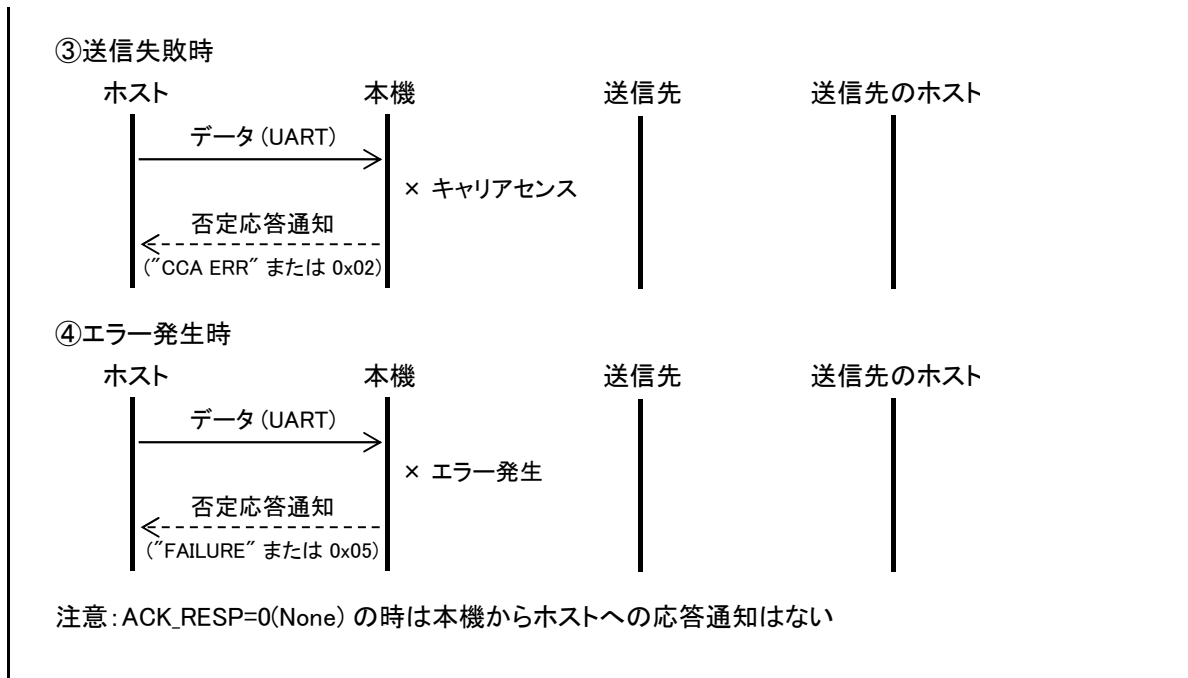 ③送信失敗時
ホスト 本機 送信先 送信先のホスト
データ (UART)
× キャリアセンス
否定応答通知
("CCA ERR" または 0x02)
④エラー発生時
ホスト 本機 送信先 送信先のホスト
データ (UART)
× エラー発生
否定応答通知
("FAILURE" または 0x05)
注意：ACK_RESP=0(None) の時は本機からホストへの応答通知はない